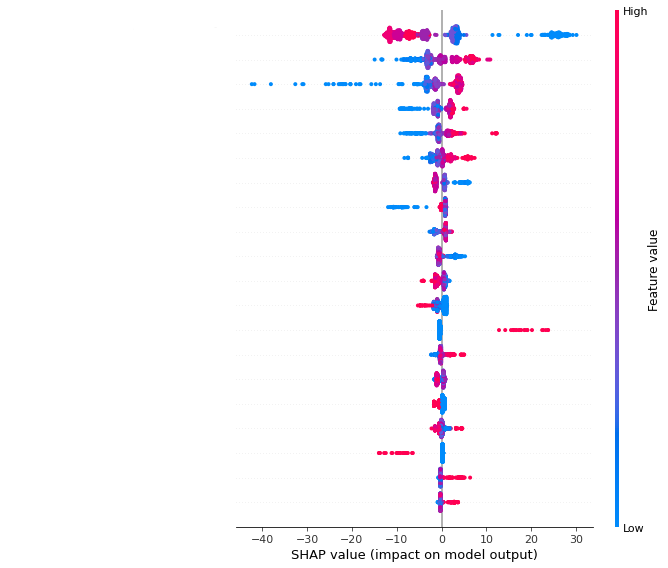 High
Feature value
Low
−40 −30 −20 −10 0 10 20 30
SHAP value (impact on model output)